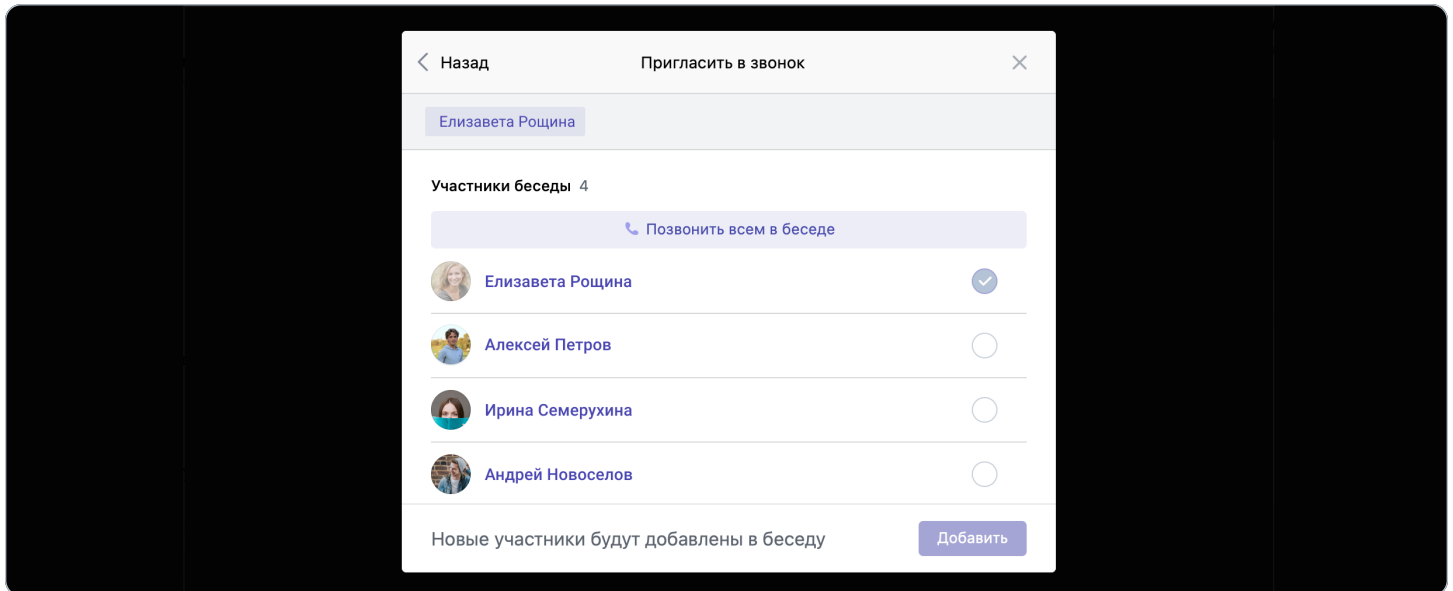 Назад
Пригласить в звонок
Елизавета Рощина
Участники беседы 4
Позвонить всем в беседе
Елизавета Рощина
Алексей Петров
Ирина Семерухина
Андрей Новоселов
Новые участники будут добавлены в беседу
Добавить